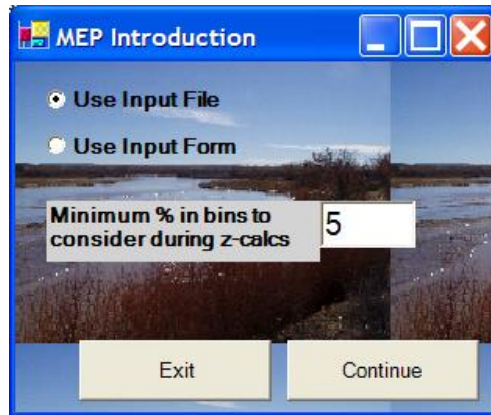 MEP Introduction
Use Input File
Use Input Form
Minimum % in bins to
consider during z-calcs
5
Exit
Continue